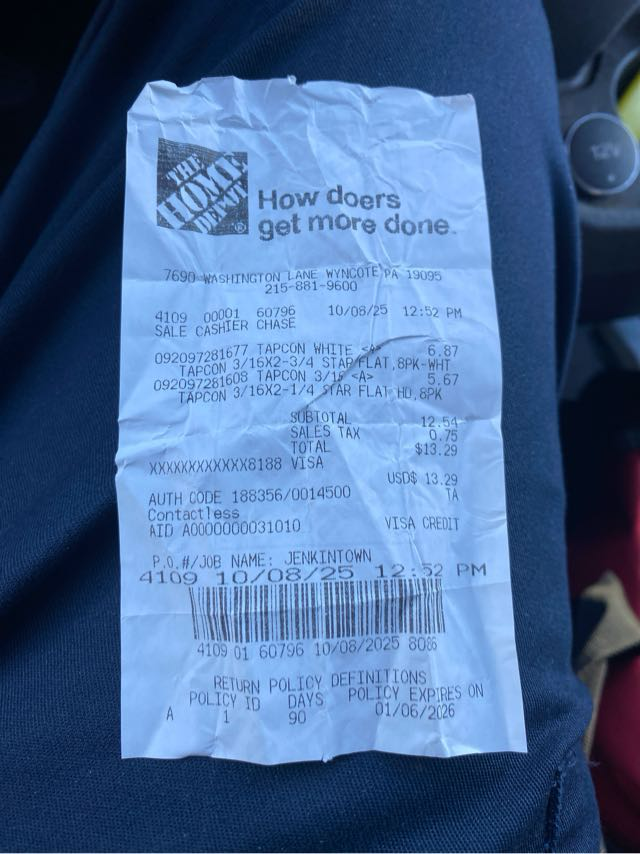 THE
HOME
DEPOT
®
How doers
get more done.
7690 WASHINGTON LANE WYNCOTE PA 19095
215-881-9600
4109 00001 60796 10/08/25 12:52 PM
SALE CASHIER CHASE
092097281677 TAPCON WHITE <A> 6.87
TAPCON 3/16X2-3/4 STAR FLAT,8PK-WHT
092097281608 TAPCON 3/16 <A> 5.67
TAPCON 3/16X2-1/4 STAR FLAT HD,8PK
SUBTOTAL 12.54
SALES TAX 0.75
TOTAL $13.29
XXXXXXXXXXXX8188 VISA
USD$ 13.29
AUTH CODE 188356/0014500 TA
Contactless
AID A0000000031010 VISA CREDIT
P.O.#/JOB NAME: JENKINTOWN
4109 10/08/25 12:52 PM
4109 01 60796 10/08/2025 8086
RETURN POLICY DEFINITIONS
POLICY ID DAYS POLICY EXPIRES ON
A 1 90 01/06/2026
12V